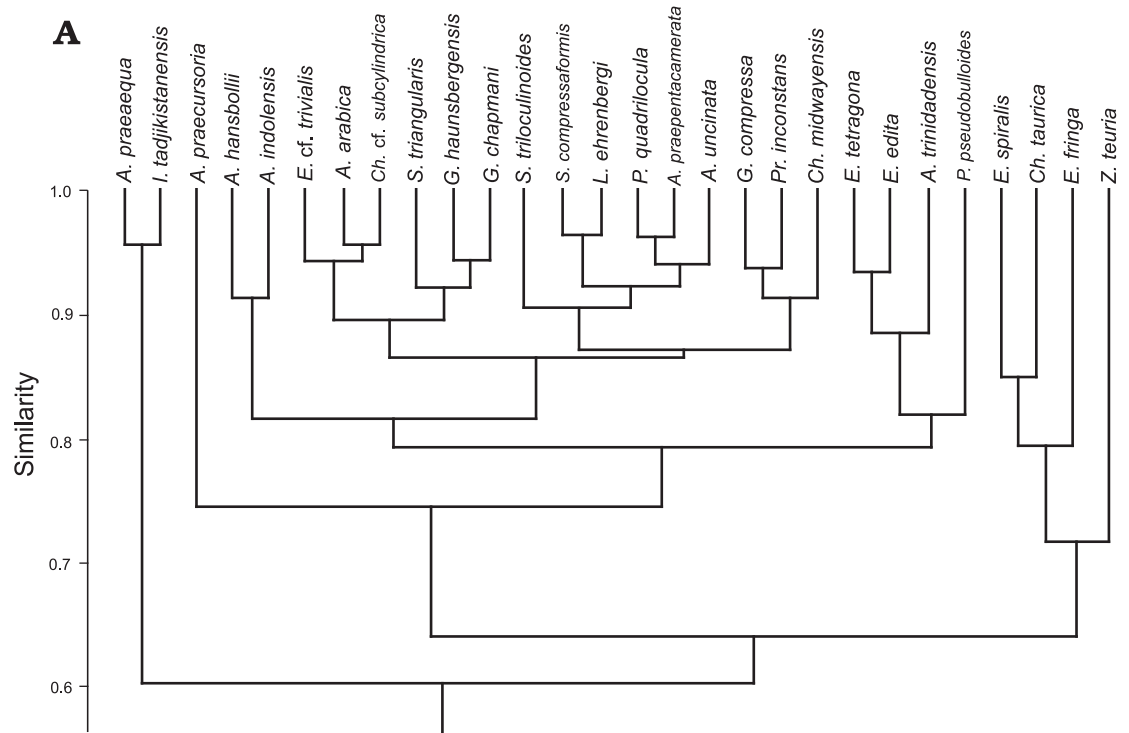 A
A. praeaequa
I. tadjikistanensis
A. praecursoria
A. hansbollii
A. indolensis
E. cf. trivialis
A. arabica
Ch. cf. subcylindrica
S. triangularis
G. haunsbergensis
G. chapmani
S. triloculinoides
S. compressaformis
L. ehrenbergi
P. quadrilocula
A. praepentacamerata
A. uncinata
G. compressa
Pr. inconstans
Ch. midwayensis
E. tetragona
E. edita
A. trinidadensis
P. pseudobulloides
E. spiralis
Ch. taurica
E. fringa
Z. teuria
1.0
0.9
0.8
0.7
0.6
Similarity